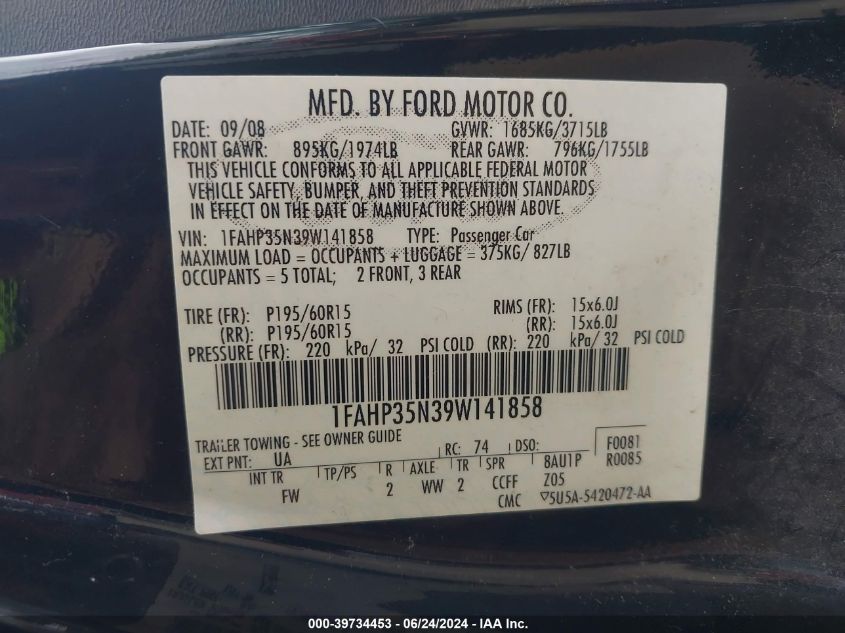 MFD. BY FORD MOTOR CO.
DATE: 09/08 GVWR: 1685KG/3715LB
FRONT GAWR: 895KG/1974LB REAR GAWR: 796KG/1755LB
THIS VEHICLE CONFORMS TO ALL APPLICABLE FEDERAL MOTOR
VEHICLE SAFETY, BUMPER, AND THEFT PREVENTION STANDARDS
IN EFFECT ON THE DATE OF MANUFACTURE SHOWN ABOVE.
VIN: 1FAHP35N39W141858 TYPE: Passenger Car
MAXIMUM LOAD = OCCUPANTS + LUGGAGE = 375KG/ 827LB
OCCUPANTS = 5 TOTAL; 2 FRONT, 3 REAR
TIRE (FR): P195/60R15 RIMS (FR): 15x6.0J
(RR): P195/60R15 (RR): 15x6.0J
PRESSURE (FR): 220 kPa/ 32 PSI COLD (RR): 220 kPa/ 32 PSI COLD
1FAHP35N39W141858
TRAILER TOWING - SEE OWNER GUIDE
EXT PNT: UA RC: 74 DSO: F0081
R0085
INT TR TP/PS R AXLE TR SPR 8AU1P
FW 2 WW 2 CCFF Z05
CMC 5U5A-5420472-AA
000-39734453 - 06/24/2024 - IAA Inc.